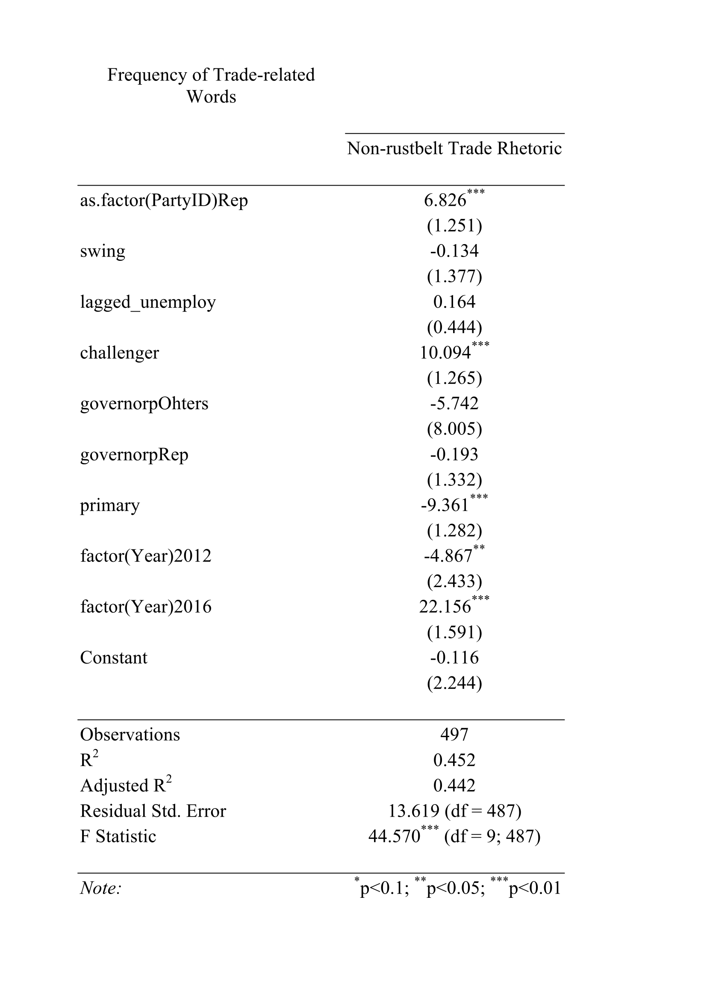 Frequency of Trade-related
Words
Non-rustbelt Trade Rhetoric
as.factor(PartyID)Rep 6.826***
(1.251)
swing -0.134
(1.377)
lagged_unemploy 0.164
(0.444)
challenger 10.094***
(1.265)
governorpOhters -5.742
(8.005)
governorpRep -0.193
(1.332)
primary -9.361***
(1.282)
factor(Year)2012 -4.867**
(2.433)
factor(Year)2016 22.156***
(1.591)
Constant -0.116
(2.244)
Observations 497
R2 0.452
Adjusted R2 0.442
Residual Std. Error 13.619 (df = 487)
F Statistic 44.570*** (df = 9; 487)
Note: *p<0.1; **p<0.05; ***p<0.01